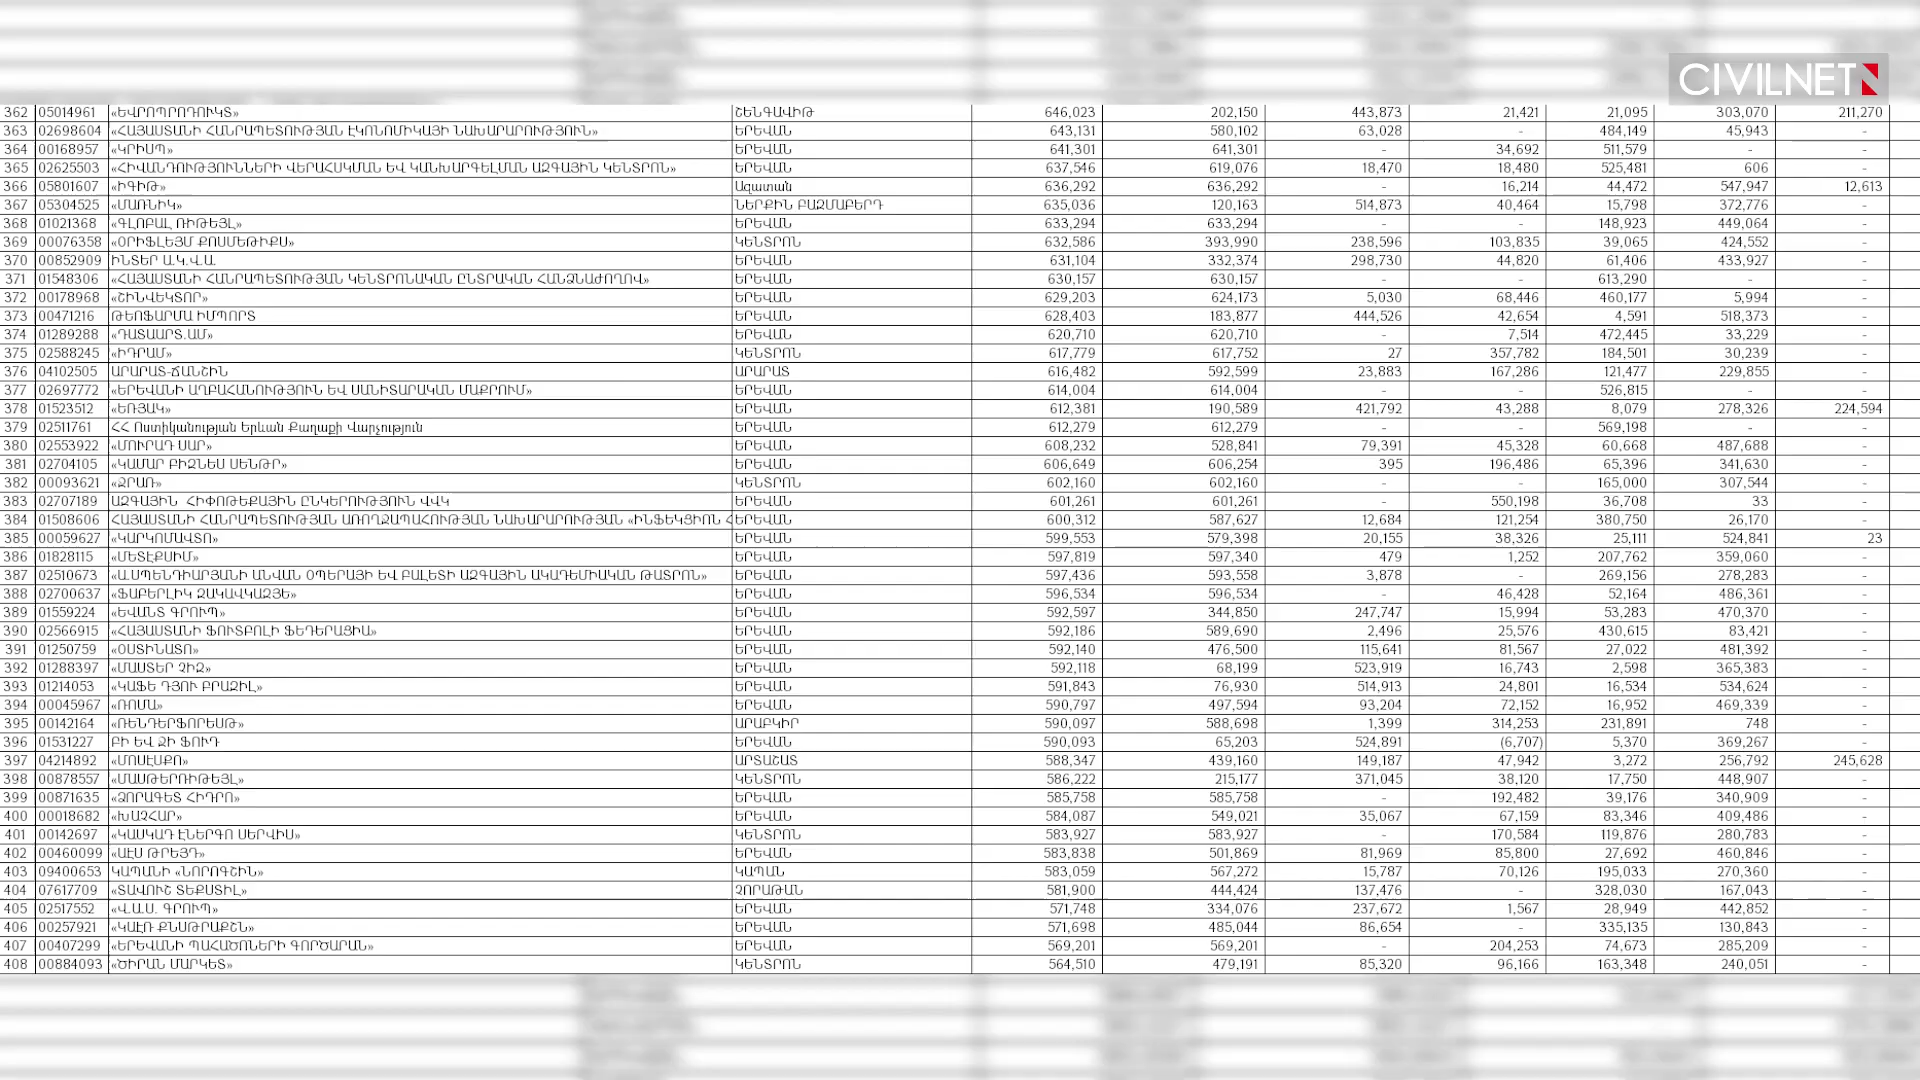 CIVILNET
362 05014961 «ԵՎՐՈՊՐՈԴՈՒԿՏ» ՇԵՆԳԱՎԻԹ 646,023 202,150 443,873 21,421 21,095 303,070 211,270
363 02698604 «ՀԱՅԱՍՏԱՆԻ ՀԱՆՐԱՊԵՏՈՒԹՅԱՆ ԷԿՈՆՈՄԻԿԱՅԻ ՆԱԽԱՐԱՐՈՒԹՅՈՒՆ» ԵՐԵՎԱՆ 643,131 580,102 63,028 - 484,149 45,943 -
364 00168957 «ԿՐԻՍՊ» ԵՐԵՎԱՆ 641,301 641,301 - 34,692 511,579 - -
365 02625503 «ՀԻՎԱՆԴՈՒԹՅՈՒՆՆԵՐԻ ՎԵՐԱՀՍԿՄԱՆ ԵՎ ԿԱՆԽԱՐԳԵԼՄԱՆ ԱԶԳԱՅԻՆ ԿԵՆՏՐՈՆ» ԵՐԵՎԱՆ 637,546 619,076 18,470 18,480 525,481 606 -
366 05801607 «ԻԳԻԹ» Ազատան 636,292 636,292 - 16,214 44,472 547,947 12,613
367 05304525 «ՄԱՌՆԻԿ» ՆԵՐՔԻՆ ԲԱԶՄԱԲԵՐԴ 635,036 120,163 514,873 40,464 15,798 372,776 -
368 01021368 «ԳԼՈԲԱԼ ՌԻԹԵՅԼ» ԵՐԵՎԱՆ 633,294 633,294 - - 148,923 449,064 -
369 00076358 «ՕՐԻՖԼԵՅՄ ՔՈՍՄԵԹԻՔՍ» ԿԵՆՏՐՈՆ 632,586 393,990 238,596 103,835 39,065 424,552 -
370 00852909 ԻՆՏԵՐ Ա.Կ.Վ.Ա. ԵՐԵՎԱՆ 631,104 332,374 298,730 44,820 61,406 433,927 -
371 01548306 «ՀԱՅԱՍՏԱՆԻ ՀԱՆՐԱՊԵՏՈՒԹՅԱՆ ԿԵՆՏՐՈՆԱԿԱՆ ԸՆՏՐԱԿԱՆ ՀԱՆՁՆԱԺՈՂՈՎ» ԵՐԵՎԱՆ 630,157 630,157 - - 613,290 - -
372 00178968 «ՇԻՆՎԵԿՏՈՐ» ԵՐԵՎԱՆ 629,203 624,173 5,030 68,446 460,177 5,994 -
373 00471216 ԹԵՈՖԱՐՄԱ ԻՄՊՈՐՏ ԵՐԵՎԱՆ 628,403 183,877 444,526 42,654 4,591 518,373 -
374 01289288 «ԴԱՏԱԱՐՏ.ԱՄ» ԵՐԵՎԱՆ 620,710 620,710 - 7,514 472,445 33,229 -
375 02588245 «ԻԴՐԱՄ» ԿԵՆՏՐՈՆ 617,779 617,752 27 357,782 184,501 30,239 -
376 04102505 ԱՐԱՐԱՏ-ՃԱՆՇԻՆ ԱՐԱՐԱՏ 616,482 592,599 23,883 167,286 121,477 229,855 -
377 02697772 «ԵՐԵՎԱՆԻ ԱՂԲԱՀԱՆՈՒԹՅՈՒՆ ԵՎ ՍԱՆԻՏԱՐԱԿԱՆ ՄԱՔՐՈՒՄ» ԵՐԵՎԱՆ 614,004 614,004 - - 526,815 - -
378 01523512 «ԵՌՅԱԿ» ԵՐԵՎԱՆ 612,381 190,589 421,792 43,288 8,079 278,326 224,594
379 02511761 ՀՀ Ոստիկանության Երևան Քաղաքի Վարչություն ԵՐԵՎԱՆ 612,279 612,279 - - 569,198 - -
380 02553922 «ՄՈՒՐԱԴ ՍԱՐ» ԵՐԵՎԱՆ 608,232 528,841 79,391 45,328 60,668 487,688 -
381 02704105 «ԿԱՄԱՐ ԲԻԶՆԵՍ ՍԵՆԹՐ» ԵՐԵՎԱՆ 606,649 606,254 395 196,486 65,396 341,630 -
382 00093621 «ՋՐԱՌ» ԿԵՆՏՐՈՆ 602,160 602,160 - - 165,000 307,544 -
383 02707189 ԱԶԳԱՅԻՆ ՀԻՓՈԹԵՔԱՅԻՆ ԸՆԿԵՐՈՒԹՅՈՒՆ ՎՎԿ ԵՐԵՎԱՆ 601,261 601,261 - 550,198 36,708 33 -
384 01508606 ՀԱՅԱՍՏԱՆԻ ՀԱՆՐԱՊԵՏՈՒԹՅԱՆ ԱՌՈՂՋԱՊԱՀՈՒԹՅԱՆ ՆԱԽԱՐԱՐՈՒԹՅԱՆ «ԻՆՖԵԿՑԻՈՆ Հ ԵՐԵՎԱՆ 600,312 587,627 12,684 121,254 380,750 26,170 -
385 00059627 «ԿԱՐԿՈՄԱՎՏՈ» ԵՐԵՎԱՆ 599,553 579,398 20,155 38,326 25,111 524,841 23
386 01828115 «ՄԵՏԷՔՍԻՄ» ԵՐԵՎԱՆ 597,819 597,340 479 1,252 207,762 359,060 -
387 02510673 «Ա.ՍՊԵՆԴԻԱՐՅԱՆԻ ԱՆՎԱՆ ՕՊԵՐԱՅԻ ԵՎ ԲԱԼԵՏԻ ԱԶԳԱՅԻՆ ԱԿԱԴԵՄԻԱԿԱՆ ԹԱՏՐՈՆ» ԵՐԵՎԱՆ 597,436 593,558 3,878 - 269,156 278,283 -
388 02700637 «ՖԱԲԵՐԼԻԿ ԶԱԿԱՎԿԱԶՅԵ» ԵՐԵՎԱՆ 596,534 596,534 - 46,428 52,164 486,361 -
389 01559224 «ԵՎԱՆՏ ԳՐՈՒՊ» ԵՐԵՎԱՆ 592,597 344,850 247,747 15,994 53,283 470,370 -
390 02566915 «ՀԱՅԱՍՏԱՆԻ ՖՈՒՏԲՈԼԻ ՖԵԴԵՐԱՑԻԱ» ԵՐԵՎԱՆ 592,186 589,690 2,496 25,576 430,615 83,421 -
391 01250759 «ՕՍՏԻՆԱՏՈ» ԵՐԵՎԱՆ 592,140 476,500 115,641 81,567 27,022 481,392 -
392 01288397 «ՄԱՍՏԵՐ ՉԻԶ» ԵՐԵՎԱՆ 592,118 68,199 523,919 16,743 2,598 365,383 -
393 01214053 «ԿԱՖԵ ԴՅՈՒ ԲՐԱԶԻԼ» ԵՐԵՎԱՆ 591,843 76,930 514,913 24,801 16,534 534,624 -
394 00045967 «ՌՈՄԱ» ԵՐԵՎԱՆ 590,797 497,594 93,204 72,152 16,952 469,339 -
395 00142164 «ՌԵՆԴԵՐՖՈՐԵՍԹ» ԱՐԱԲԿԻՐ 590,097 588,698 1,399 314,253 231,891 748 -
396 01531227 ԲԻ ԵՎ ՋԻ ՖՈՒԴ ԵՐԵՎԱՆ 590,093 65,203 524,891 (6,707) 5,370 369,267 -
397 04214892 «ՄՈՍԷՍՔՈ» ԱՐՏԱՇԱՏ 588,347 439,160 149,187 47,942 3,272 256,792 245,628
398 00878557 «ՄԱՍԹԵՐՌԻԹԵՅԼ» ԿԵՆՏՐՈՆ 586,222 215,177 371,045 38,120 17,750 448,907 -
399 00871635 «ՁՈՐԱԳԵՏ ՀԻԴՐՈ» ԵՐԵՎԱՆ 585,758 585,758 - 192,482 39,176 340,909 -
400 00018682 «ԽԱՉՀԱՐ» ԵՐԵՎԱՆ 584,087 549,021 35,067 67,159 83,346 409,486 -
401 00142697 «ԿԱՍԿԱԴ ԷՆԵՐԳՈ ՍԵՐՎԻՍ» ԿԵՆՏՐՈՆ 583,927 583,927 - 170,584 119,876 280,783 -
402 00460099 «ԱԷՍ ԹՐԵՅԴ» ԵՐԵՎԱՆ 583,838 501,869 81,969 85,800 27,692 460,846 -
403 09400653 ԿԱՊԱՆԻ «ՆՈՐՈԳՇԻՆ» ԿԱՊԱՆ 583,059 567,272 15,787 70,126 195,033 270,360 -
404 07617709 «ՏԱՎՈՒՇ ՏԵՔՍՏԻԼ» ՉՈՐԱԹԱՆ 581,900 444,424 137,476 - 328,030 167,043 -
405 02517552 «Վ.Ա.Ս. ԳՐՈՒՊ» ԵՐԵՎԱՆ 571,748 334,076 237,672 1,567 28,949 442,852 -
406 00257921 «ԿԱԷՌ ՔՆՍԹՐԱՔՇՆ» ԵՐԵՎԱՆ 571,698 485,044 86,654 - 335,135 130,843 -
407 00407299 «ԵՐԵՎԱՆԻ ՊԱՀԱԾՈՆԵՐԻ ԳՈՐԾԱՐԱՆ» ԵՐԵՎԱՆ 569,201 569,201 - 204,253 74,673 285,209 -
408 00884093 «ԾԻՐԱՆ ՄԱՐԿԵՏ» ԿԵՆՏՐՈՆ 564,510 479,191 85,320 96,166 163,348 240,051 -